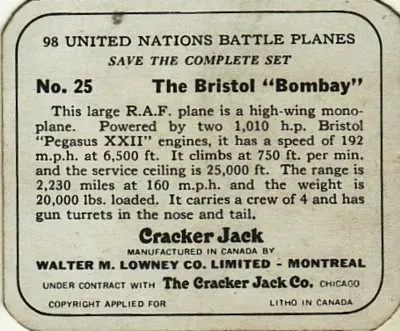 98 UNITED NATIONS BATTLE PLANES
SAVE THE COMPLETE SET
No. 25 The Bristol "Bombay"
This large R.A.F. plane is a high-wing mono-
plane. Powered by two 1,010 h.p. Bristol
"Pegasus XXII" engines, it has a speed of 192
m.p.h. at 6,500 ft. It climbs at 750 ft. per min.
and the service ceiling is 25,000 ft. The range is
2,230 miles at 160 m.p.h. and the weight is
20,000 lbs. loaded. It carries a crew of 4 and has
gun turrets in the nose and tail.
Cracker Jack
MANUFACTURED IN CANADA BY
WALTER M. LOWNEY CO. LIMITED - MONTREAL
UNDER CONTRACT WITH The Cracker Jack Co. CHICAGO
COPYRIGHT APPLIED FOR LITHO IN CANADA